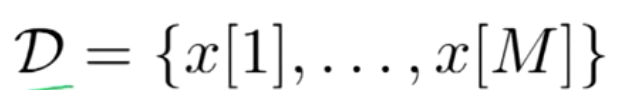 𝒟 = {x[1], . . . , x[M]}